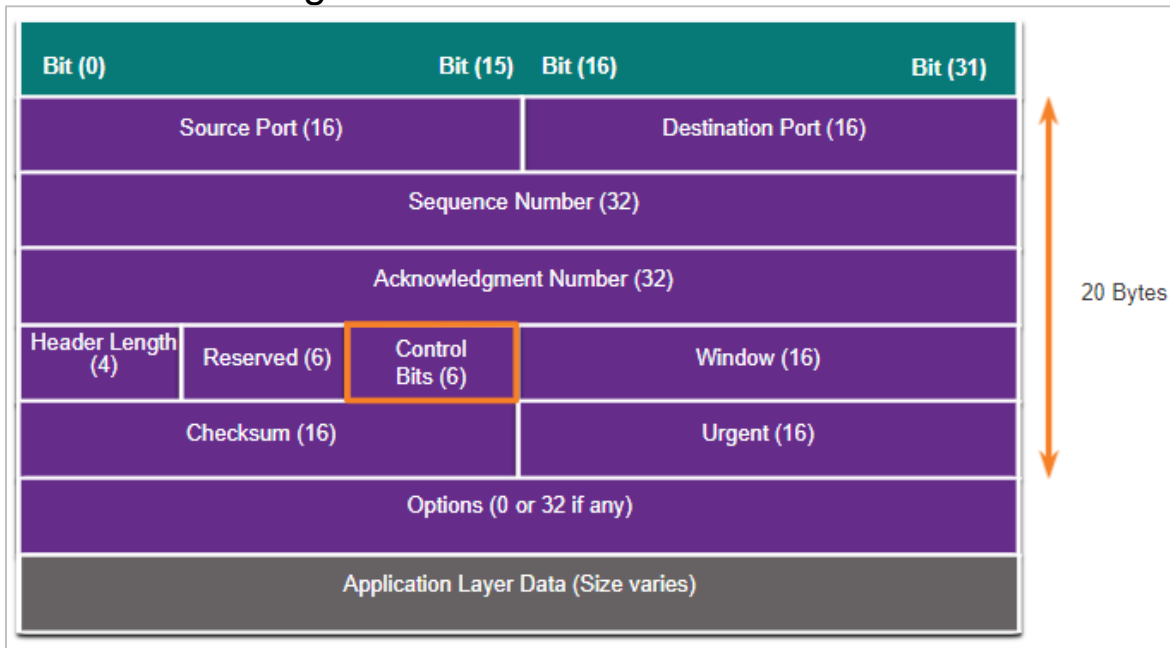 Bit (0) Bit (15) Bit (16) Bit (31)
Source Port (16) Destination Port (16)
Sequence Number (32)
Acknowledgment Number (32)
20 Bytes
Header Length
(4)
Reserved (6)
Control
Bits (6)
Window (16)
Checksum (16) Urgent (16)
Options (0 or 32 if any)
Application Layer Data (Size varies)